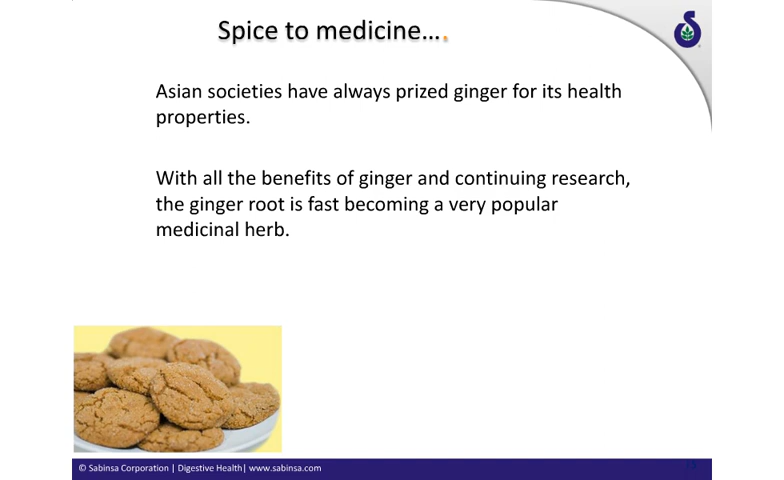 Spice to medicine….
Asian societies have always prized ginger for its health
properties.
With all the benefits of ginger and continuing research,
the ginger root is fast becoming a very popular
medicinal herb.
© Sabinsa Corporation | Digestive Health| www.sabinsa.com